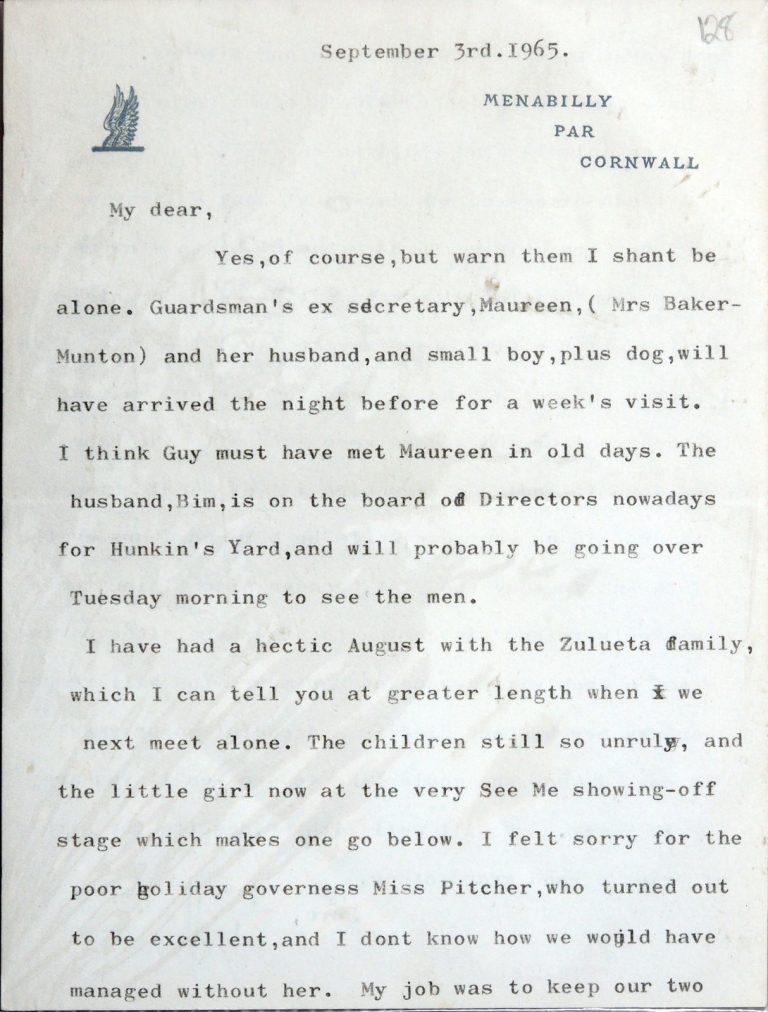 128
September 3rd.1965.
MENABILLY
PAR
CORNWALL
My dear,
Yes,of course,but warn them I shant be
alone. Guardsman's ex secretary,Maureen,( Mrs Baker-
Munton) and her husband,and small boy,plus dog,will
have arrived the night before for a week's visit.
I think Guy must have met Maureen in old days. The
husband,Bim,is on the board of Directors nowadays
for Hunkin's Yard,and will probably be going over
Tuesday morning to see the men.
I have had a hectic August with the Zulueta family,
which I can tell you at greater length when we
next meet alone. The children still so unruly, and
the little girl now at the very See Me showing-off
stage which makes one go below. I felt sorry for the
poor holiday governess Miss Pitcher,who turned out
to be excellent,and I dont know how we would have
managed without her. My job was to keep our two